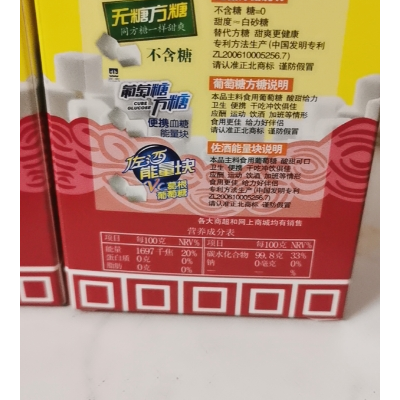 无糖方糖
同方糖一样甜爽
不含糖
不含糖 糖=0
甜度=白砂糖
替代方糖 甜爽更健康
专利方法生产(中国发明专利
ZL200610005256.7)
请认准正北商标 谨防假冒
葡萄糖方糖
CUBE GLUCOSE
便携血糖
能量块
葡萄糖方糖说明
本品主料食用葡萄糖 酸甜给力
卫生 便携 干吃冲饮俱佳
应酬 运动 饮酒 加班等情形
食用更佳 给力好伴侣
请认准正北商标 谨防假冒
佐酒
能量块
VC 葛根
葡萄糖
佐酒能量块说明
本品主料食用葡萄糖 酸甜可口
卫生 便携 干吃冲饮俱佳
应酬 运动 饮酒 加班等情形
食用更佳 给力好伴侣
专利方法生产(中国发明专利
ZL200610005256.7)
请认准正北商标 谨防假冒
各大商超和网上商城均有销售
营养成分表
项目 每100克 NRV% 项目 每100克 NRV%
能量 1697千焦 20% 碳水化合物 99.8克 33%
蛋白质 0克 0% 钠 0毫克 0%
脂肪 0克 0% — — —